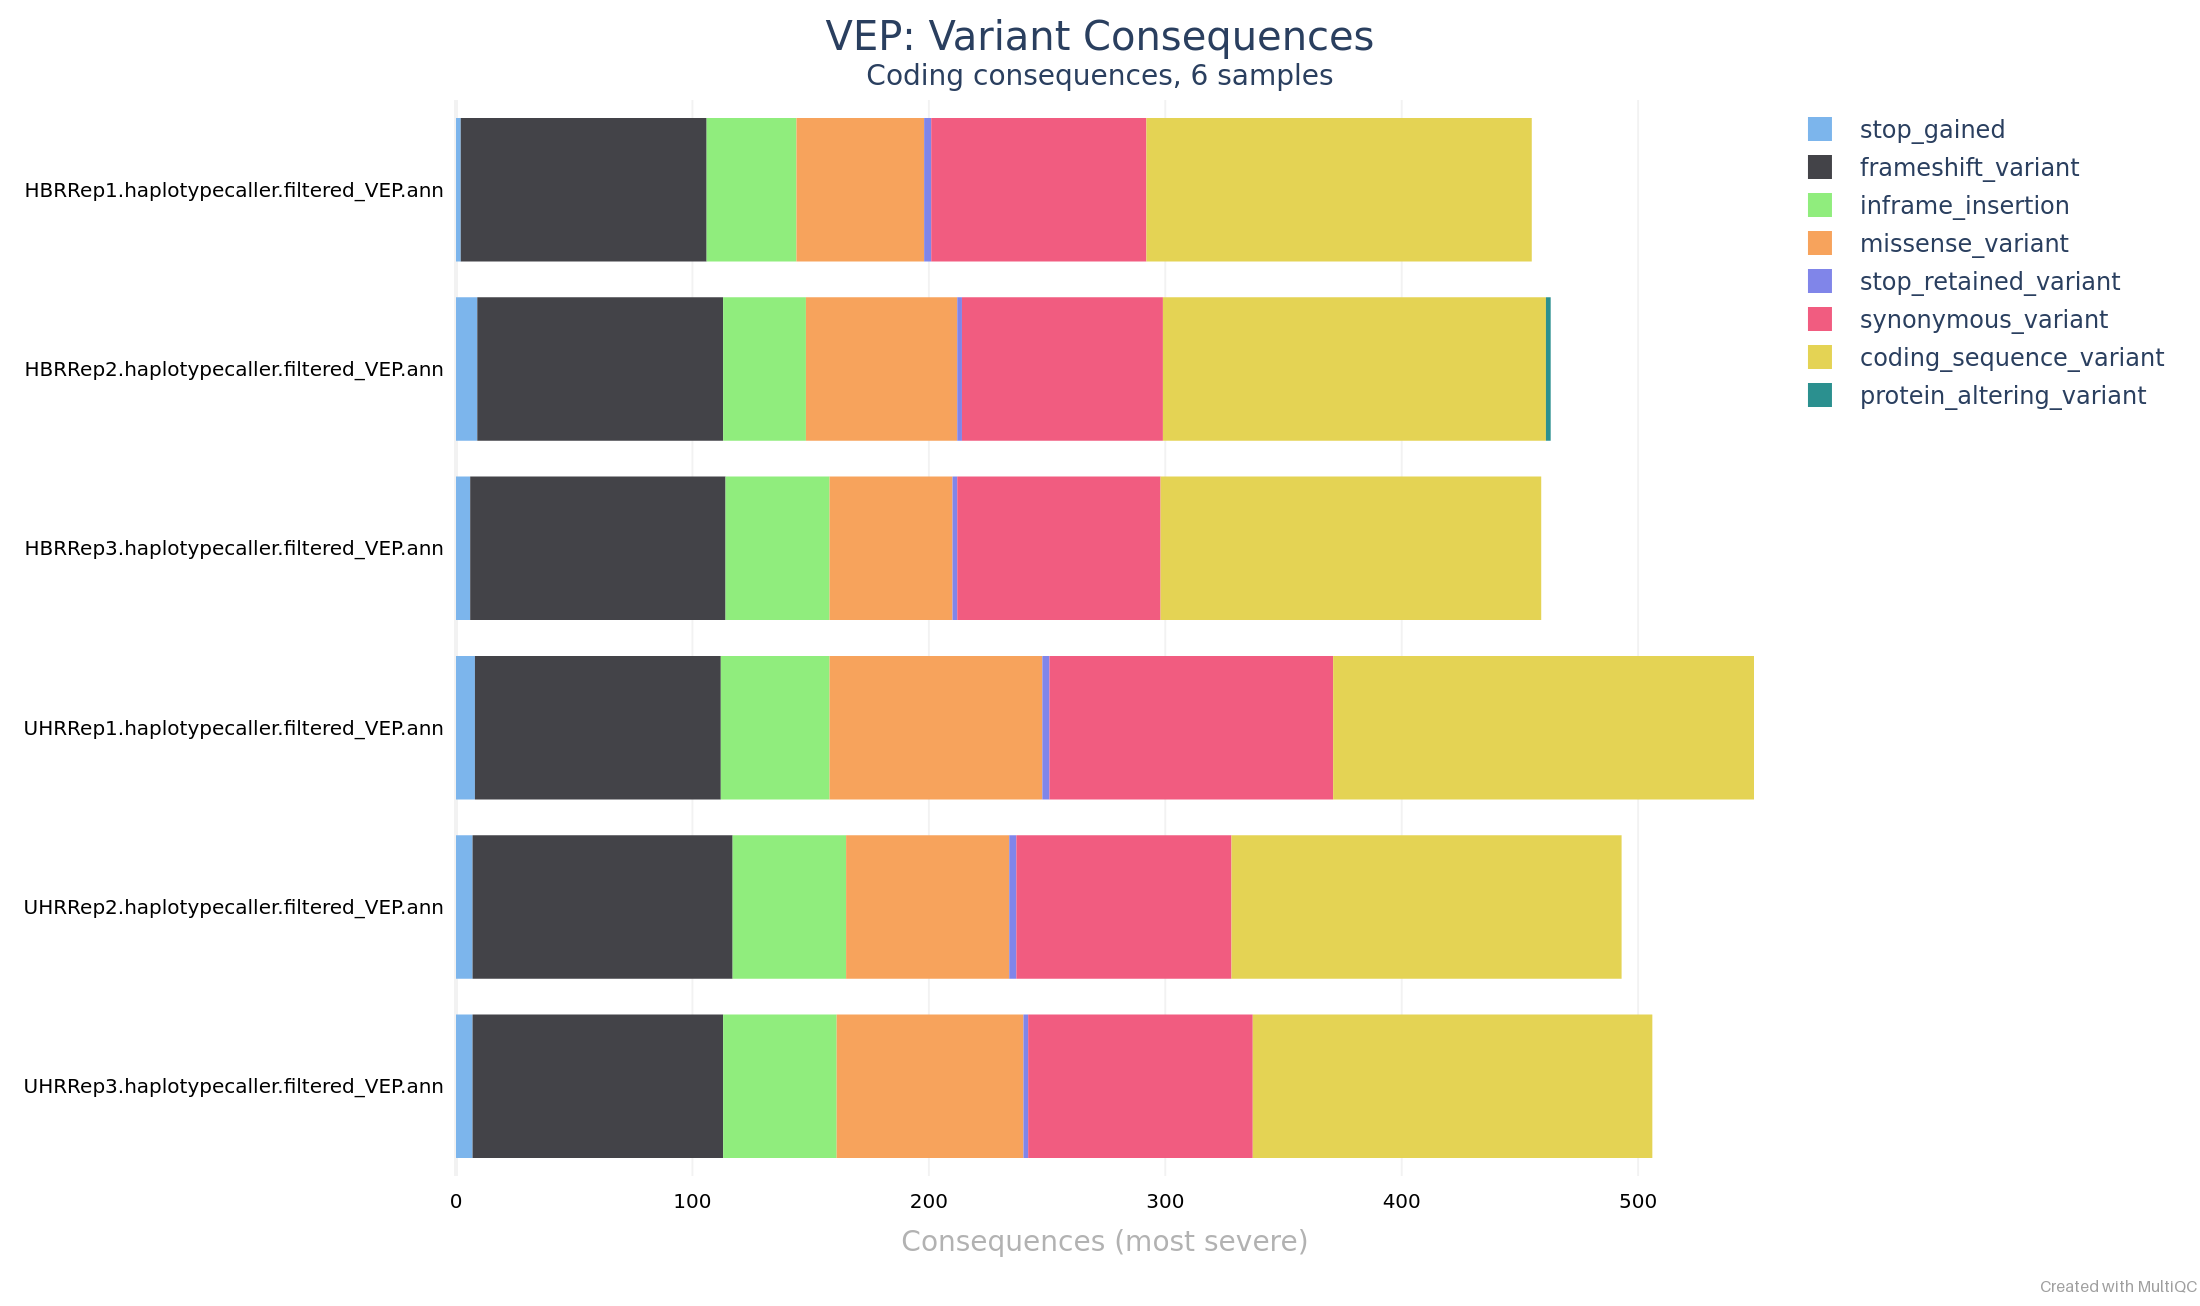 VEP: Variant Consequences
Coding consequences, 6 samples
HBRRep1.haplotypecaller.filtered_VEP.ann
HBRRep2.haplotypecaller.filtered_VEP.ann
HBRRep3.haplotypecaller.filtered_VEP.ann
UHRRep1.haplotypecaller.filtered_VEP.ann
UHRRep2.haplotypecaller.filtered_VEP.ann
UHRRep3.haplotypecaller.filtered_VEP.ann
0 100 200 300 400 500
Consequences (most severe)
stop_gained
frameshift_variant
inframe_insertion
missense_variant
stop_retained_variant
synonymous_variant
coding_sequence_variant
protein_altering_variant
Created with MultiQC